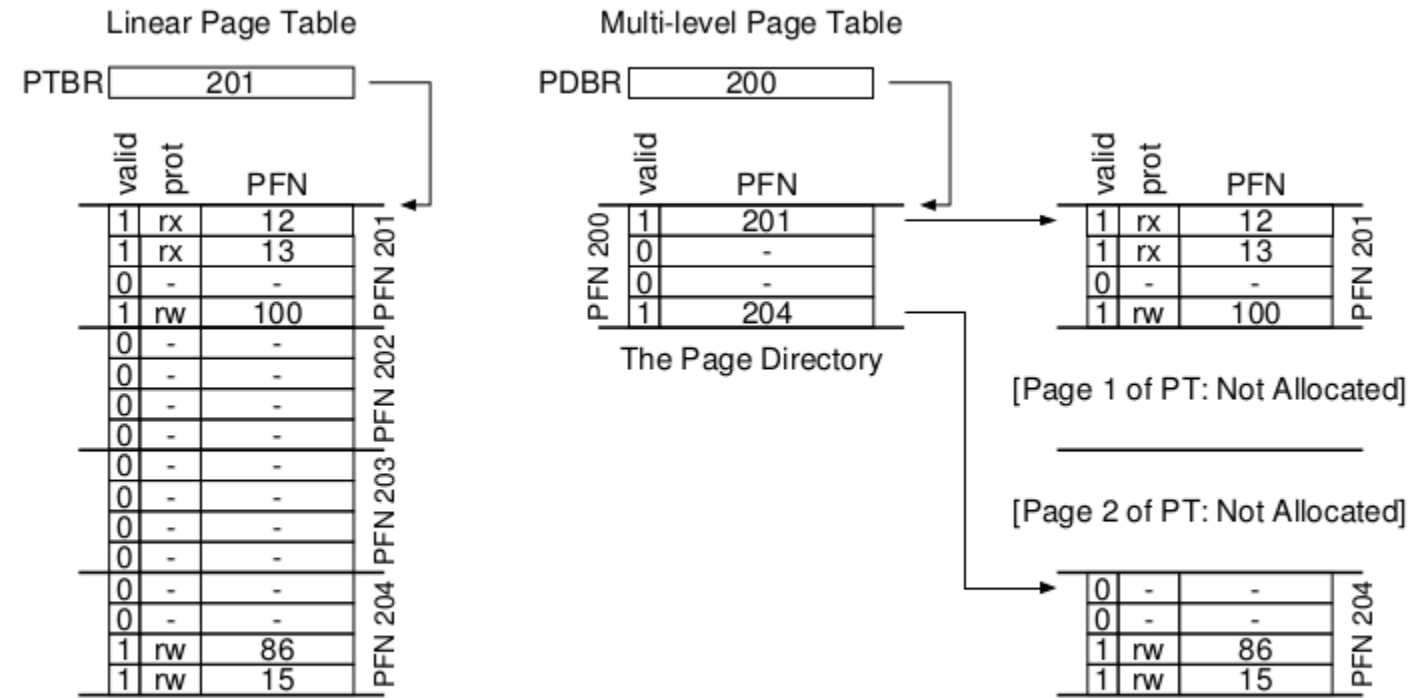 Linear Page Table
PTBR 201
valid prot PFN
1 rx 12
1 rx 13
0 - -
1 rw 100
PFN 201
0 - -
0 - -
0 - -
0 - -
PFN 202
0 - -
0 - -
0 - -
0 - -
PFN 203
0 - -
0 - -
1 rw 86
1 rw 15
PFN 204
Multi-level Page Table
PDBR 200
valid PFN
PFN 200
1 201
0 -
0 -
1 204
The Page Directory
valid prot PFN
1 rx 12
1 rx 13
0 - -
1 rw 100
PFN 201
[Page 1 of PT: Not Allocated]
[Page 2 of PT: Not Allocated]
0 - -
0 - -
1 rw 86
1 rw 15
PFN 204